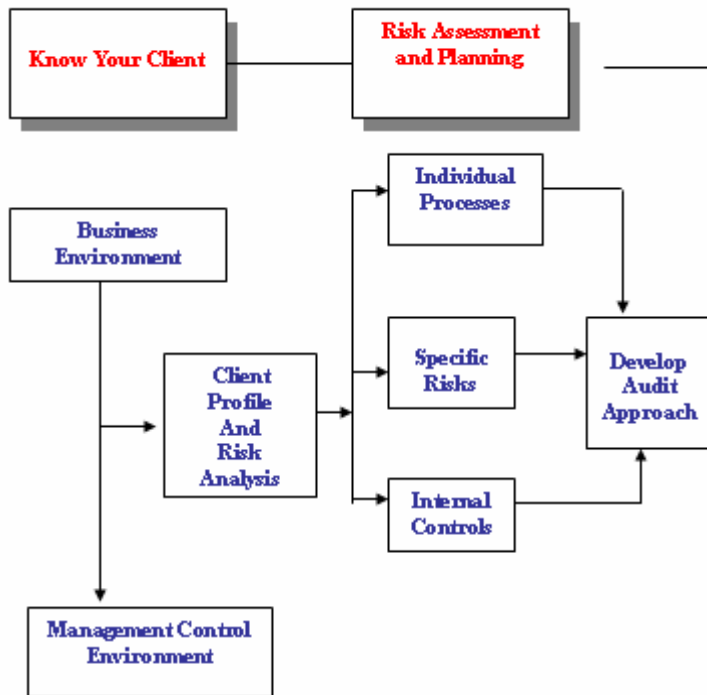 Know Your Client
Risk Assessment
and Planning
Individual
Processes
Business
Environment
Specific
Risks
Develop
Audit
Approach
Client
Profile
And
Risk
Analysis
Internal
Controls
Management Control
Environment